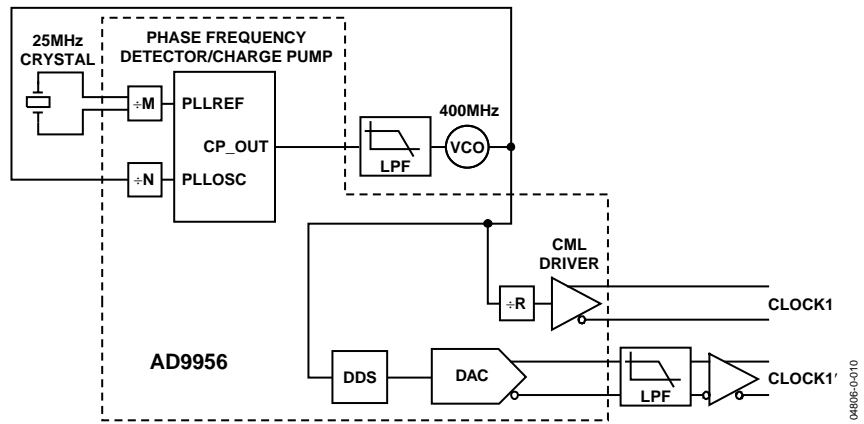 25MHz
CRYSTAL
PHASE FREQUENCY
DETECTOR/CHARGE PUMP
÷M
PLLREF
400MHz
CP_OUT
VCO
LPF
÷N
PLLOSC
CML
DRIVER
÷R
CLOCK1
AD9956
DDS
DAC
LPF
CLOCK1′
04806-0-010